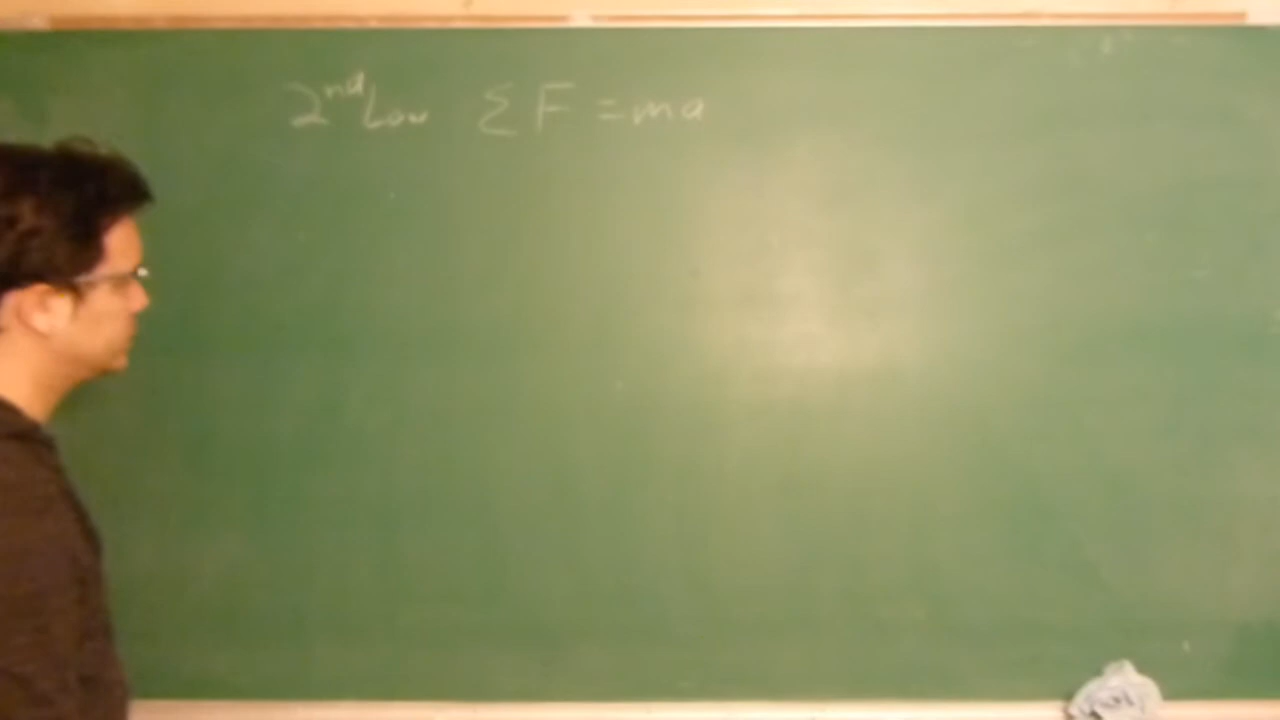 2nd Law ΣF = ma